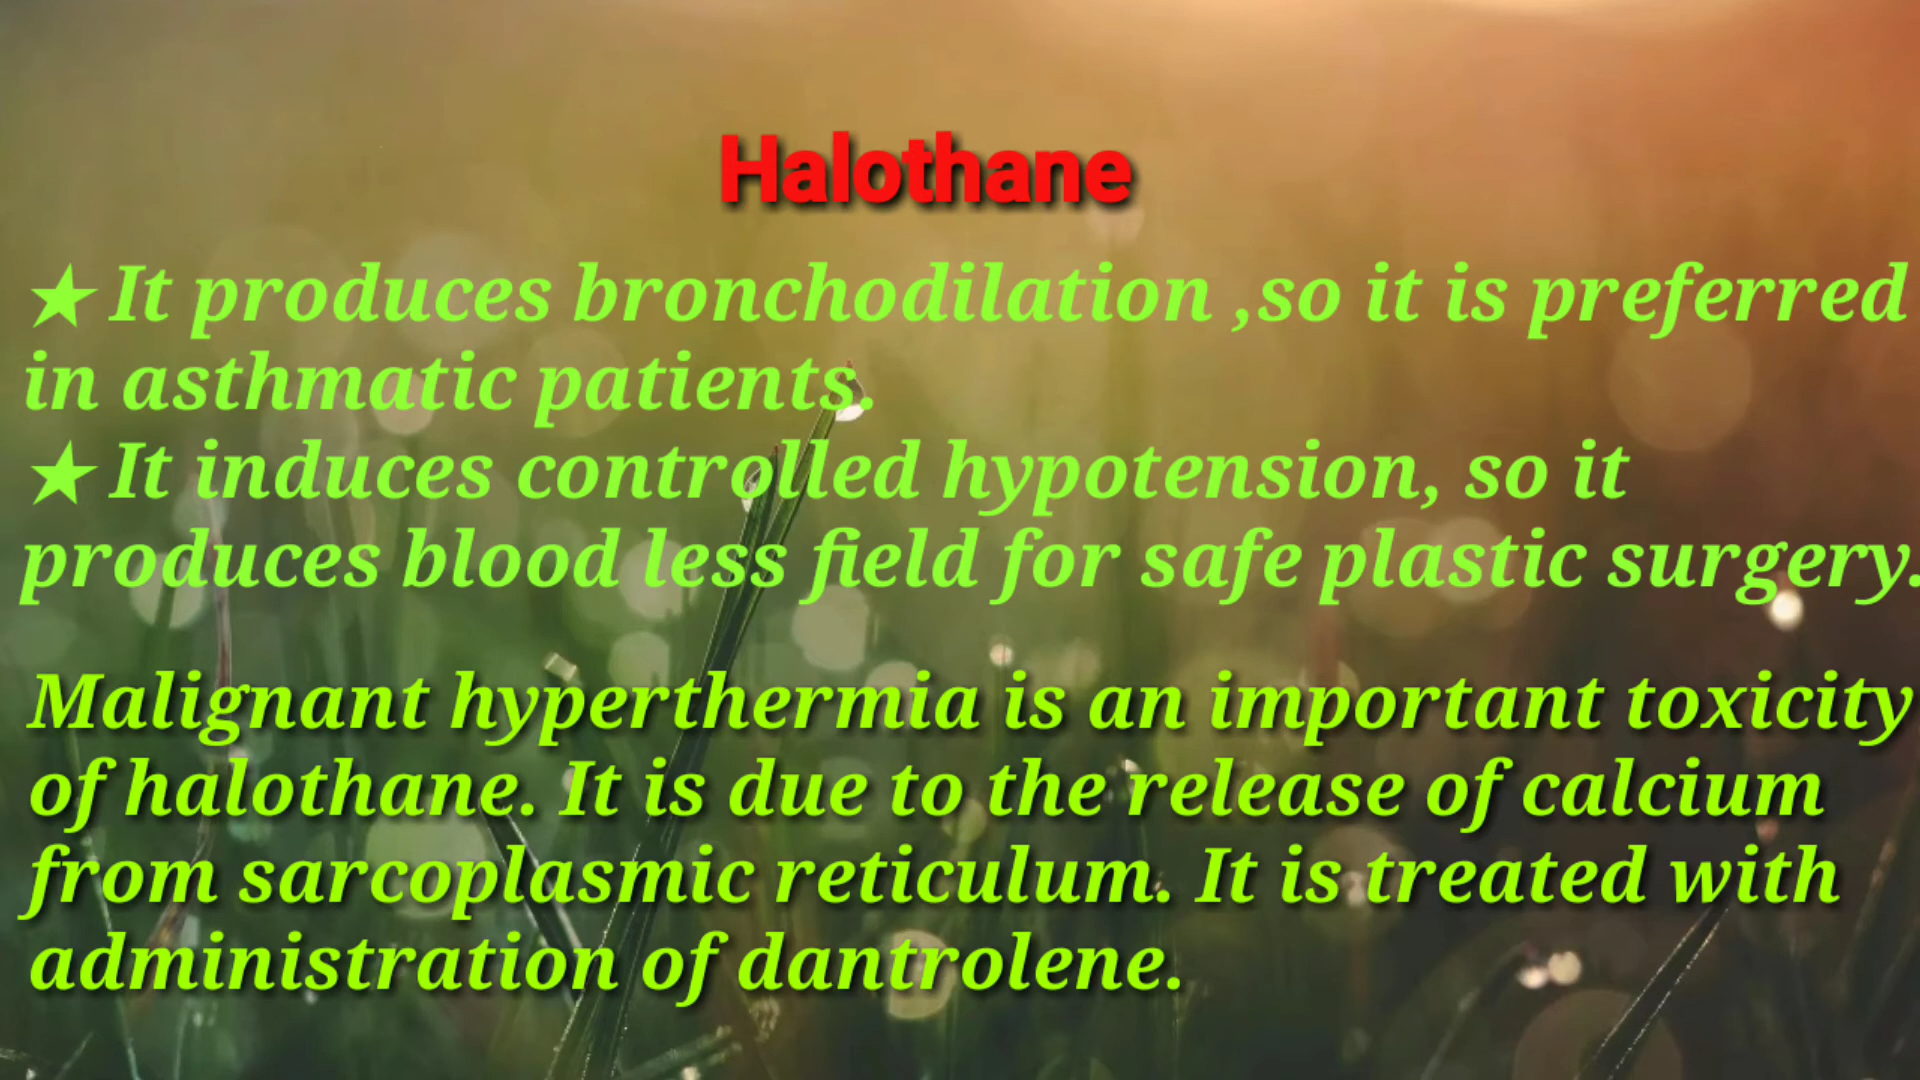 Halothane
★ It produces bronchodilation ,so it is preferred
in asthmatic patients.
★ It induces controlled hypotension, so it
produces blood less field for safe plastic surgery.
Malignant hyperthermia is an important toxicity
of halothane. It is due to the release of calcium
from sarcoplasmic reticulum. It is treated with
administration of dantrolene.